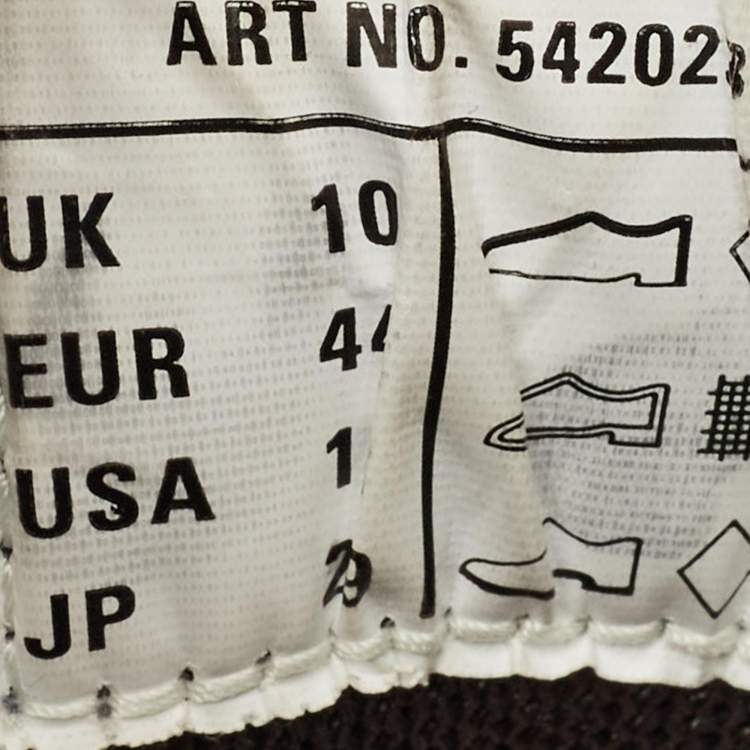 ART NO. 54202
UK 10
EUR 44
USA 1
JP 29